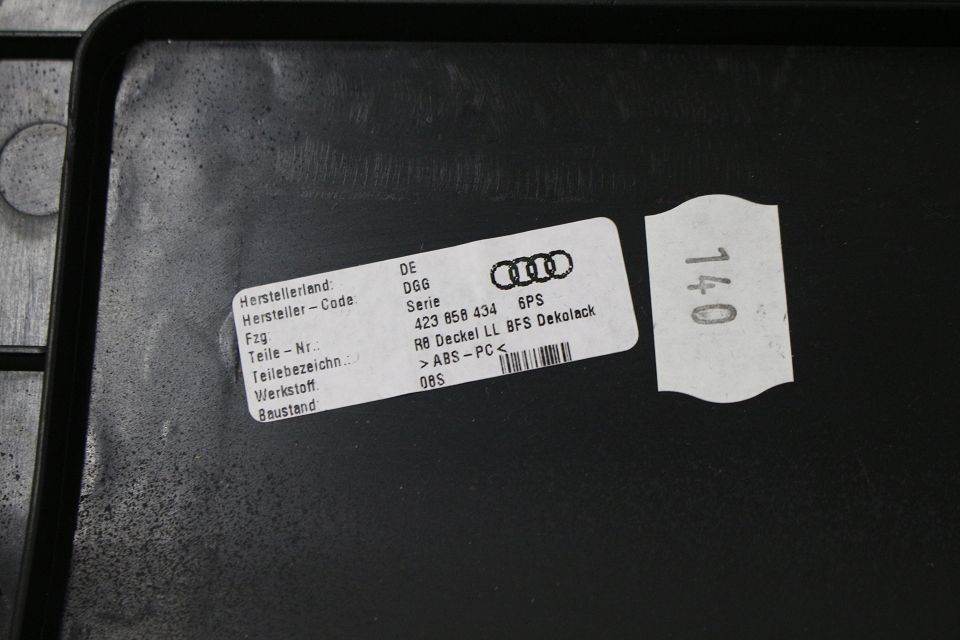 Herstellerland: DE
Hersteller-Code: DGG
Fzg: Serie
Teile-Nr.: 423 858 434 6PS
Teilebezeichn.: R8 Deckel LL BFS Dekolack
Werkstoff: >ABS-PC<
Baustand: 08S
140